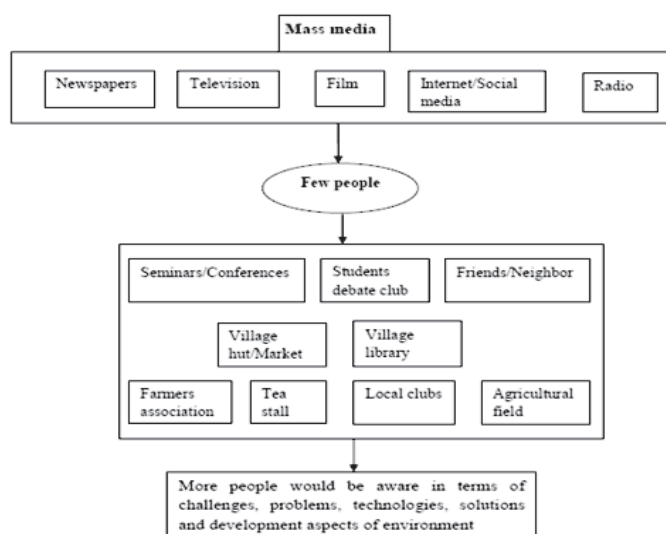 Mass media
Newspapers
Television
Film
Internet/Social
media
Radio
Few people
Seminars/Conferences
Students
debate club
Friends/Neighbor
Village
hut/Market
Village
library
Farmers
association
Tea
stall
Local clubs
Agricultural
field
More people would be aware in terms of
challenges, problems, technologies, solutions
and development aspects of environment